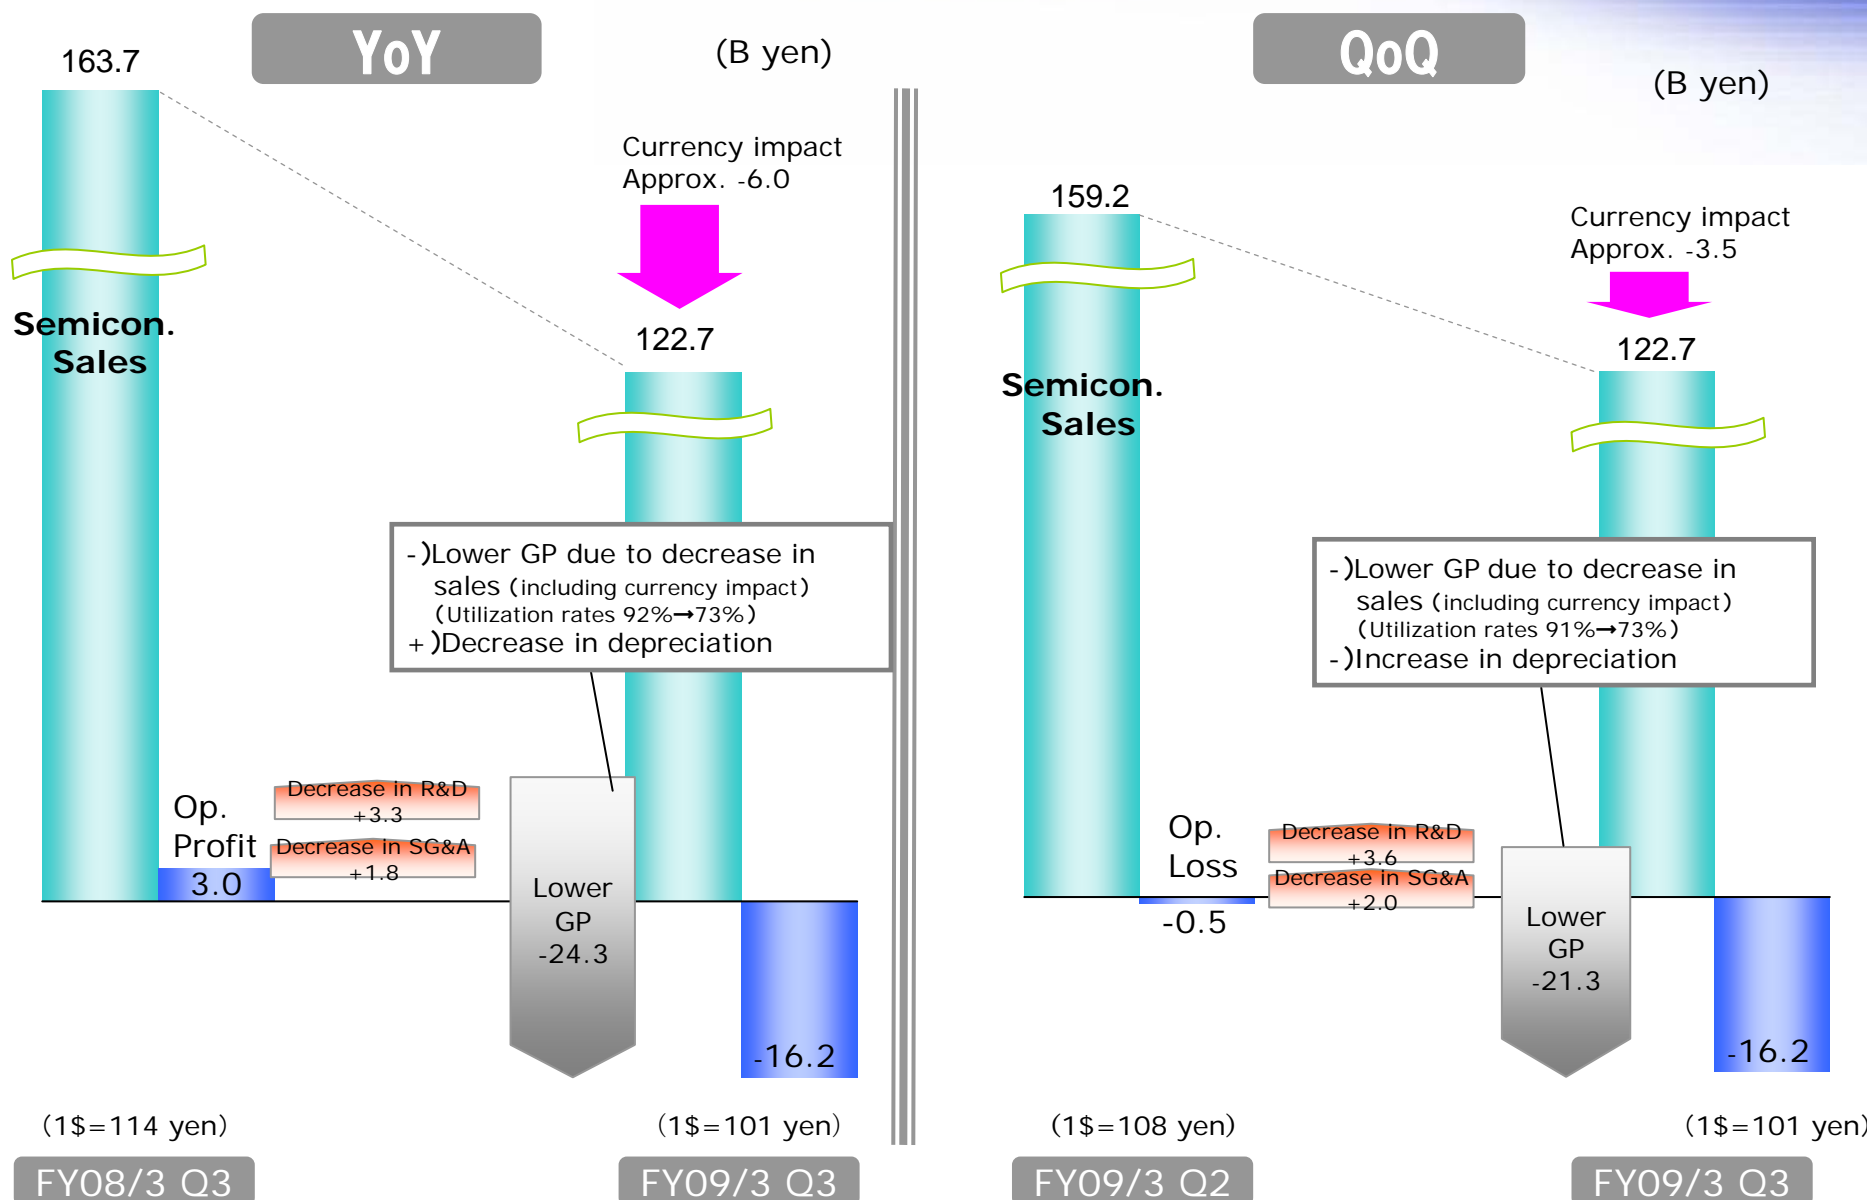 YoY
(B yen)
163.7
Currency impact
Approx. -6.0
122.7
Semicon.
Sales
-)Lower GP due to decrease in
sales (including currency impact)
(Utilization rates 92%→73%)
+)Decrease in depreciation
Op.
Profit
3.0
Decrease in R&D
+3.3
Decrease in SG&A
+1.8
Lower
GP
-24.3
-16.2
(1$=114 yen)
(1$=101 yen)
FY08/3 Q3
FY09/3 Q3
QoQ
(B yen)
159.2
Currency impact
Approx. -3.5
122.7
Semicon.
Sales
-)Lower GP due to decrease in
sales (including currency impact)
(Utilization rates 91%→73%)
-)Increase in depreciation
Op.
Loss
-0.5
Decrease in R&D
+3.6
Decrease in SG&A
+2.0
Lower
GP
-21.3
-16.2
(1$=108 yen)
(1$=101 yen)
FY09/3 Q2
FY09/3 Q3